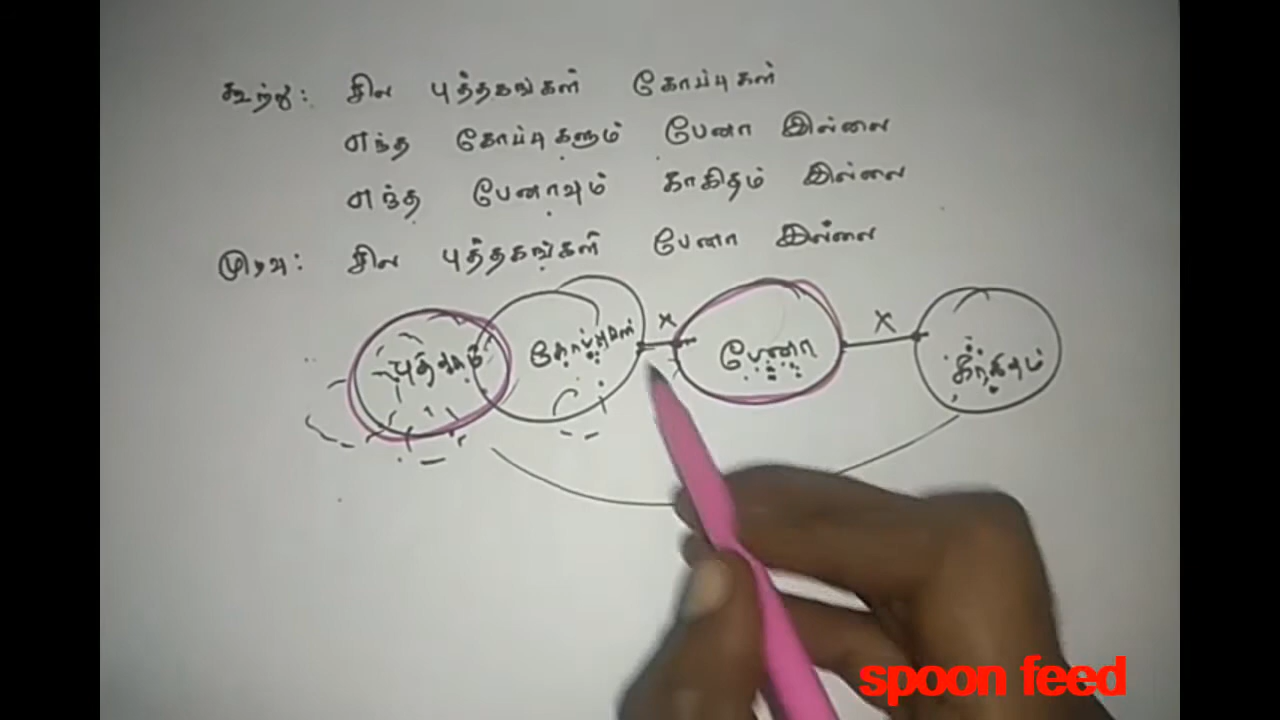 கூற்று: சில புத்தகங்கள் கோப்புகள்
எந்த கோப்புகளும் பேனா இல்லை
எந்த பேனாவும் காகிதம் இல்லை
முடிவு: சில புத்தகங்கள் பேனா இல்லை
புத்தகம் கோப்புகள் x பேனா x காகிதம்
spoon feed